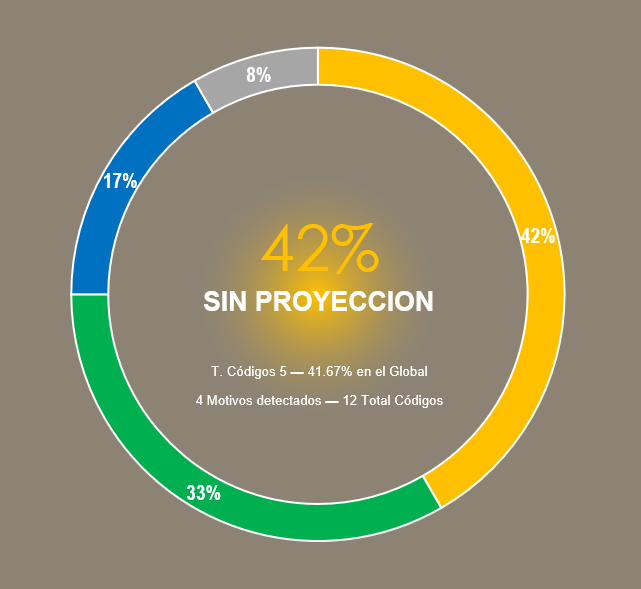 8%
17%
42%
42%
SIN PROYECCION
T. Códigos 5 — 41.67% en el Global
4 Motivos detectados — 12 Total Códigos
33%